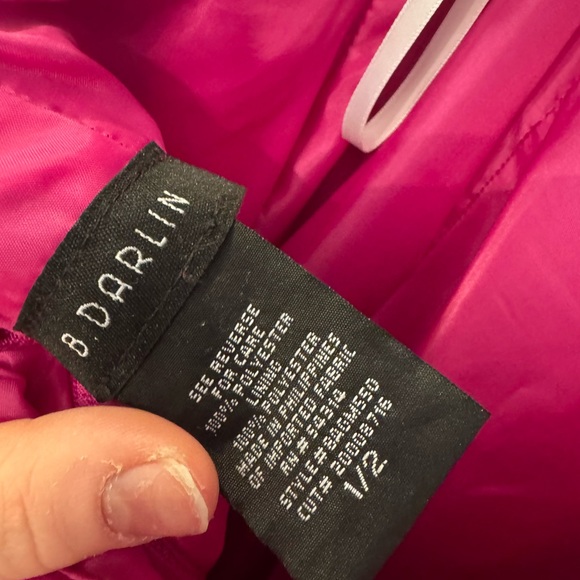 B.DARLIN
SEE REVERSE
FOR CARE
100% POLYESTER
LINING
100% POLYESTER
MADE IN PHILIPPINES
OF IMPORTED FABRIC
1/2